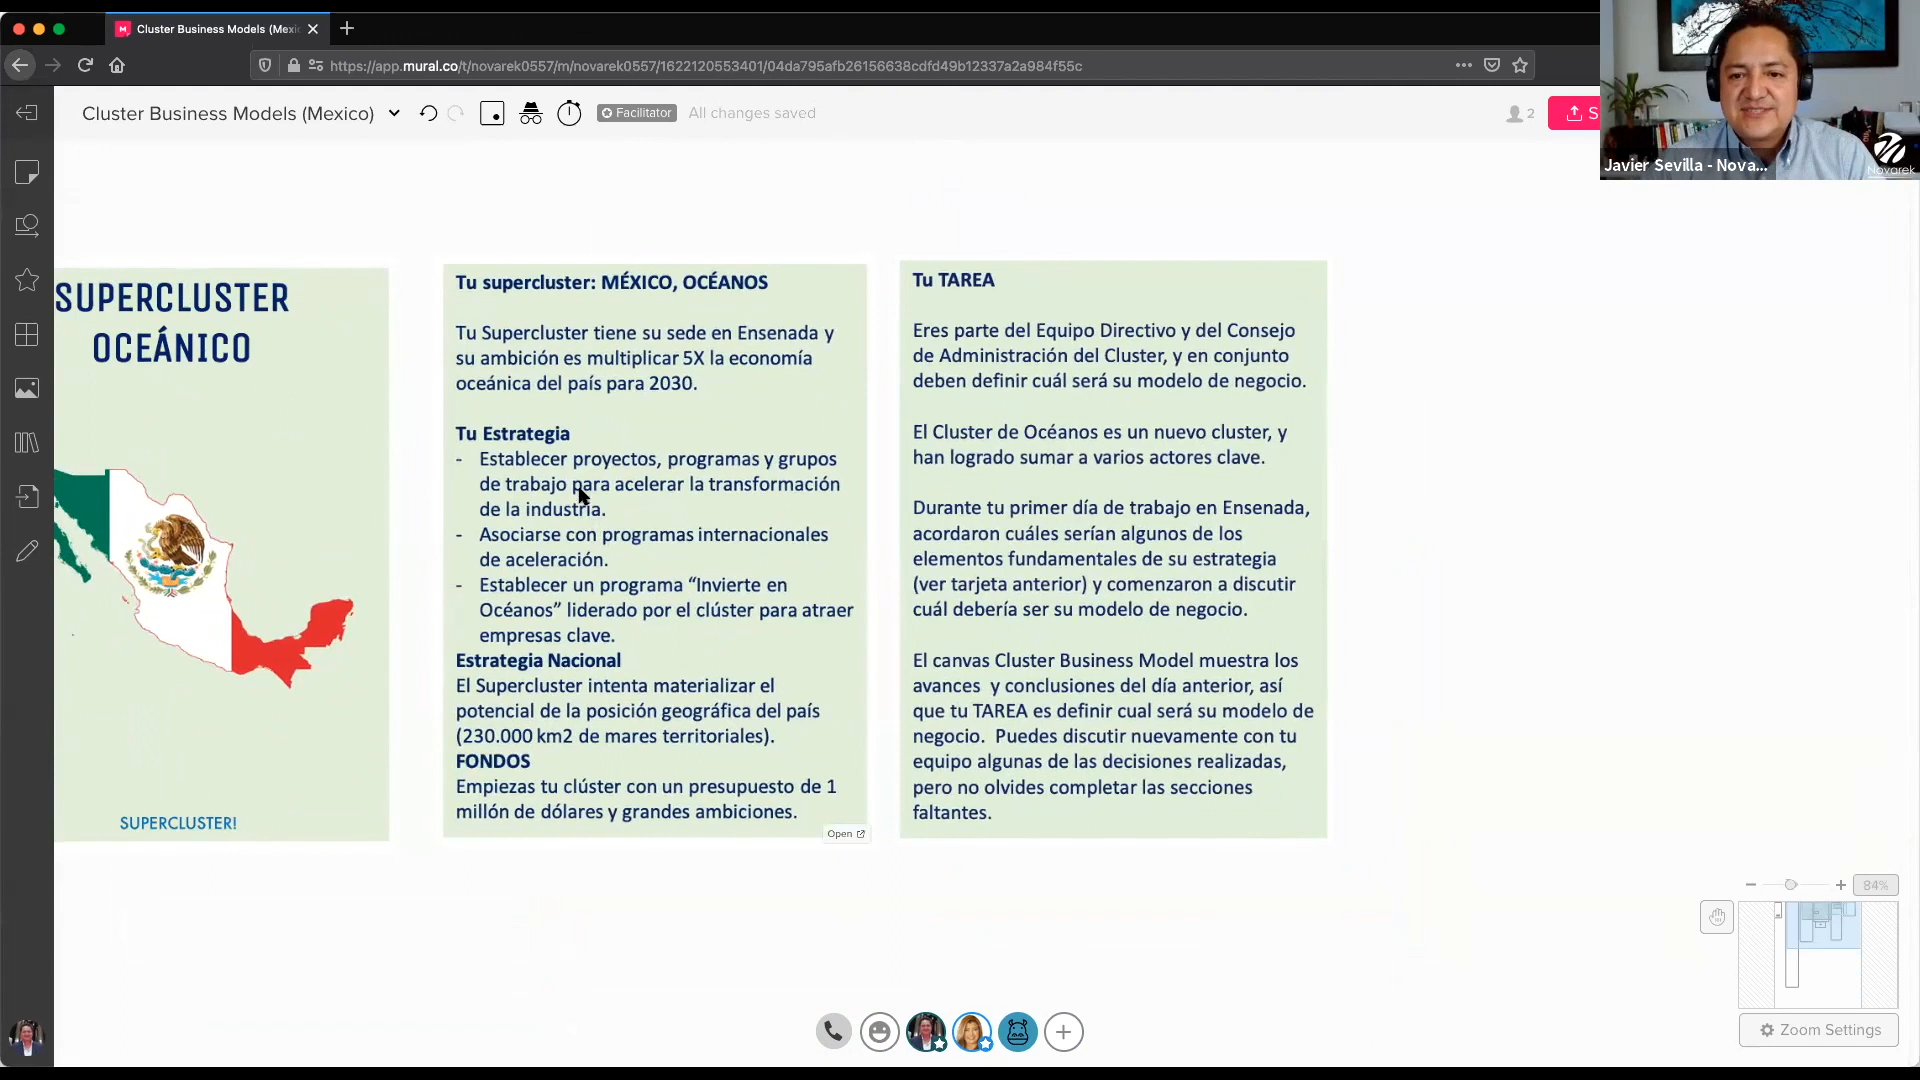 Cluster Business Models (Mexic
https://app.mural.co/t/novarek0557/m/novarek0557/1622120553401/04da795afb26156638cdfd49b12337a2a984f55c
Cluster Business Models (Mexico)
Facilitator
All changes saved
2
S
Javier Sevilla - Nova...
Novarek
SUPERCLUSTER
OCEÁNICO
SUPERCLUSTER!
Tu supercluster: MÉXICO, OCÉANOS
Tu Supercluster tiene su sede en Ensenada y
su ambición es multiplicar 5X la economía
oceánica del país para 2030.
Tu Estrategia
- Establecer proyectos, programas y grupos
de trabajo para acelerar la transformación
de la industria.
- Asociarse con programas internacionales
de aceleración.
- Establecer un programa “Invierte en
Océanos” liderado por el clúster para atraer
empresas clave.
Estrategia Nacional
El Supercluster intenta materializar el
potencial de la posición geográfica del país
(230.000 km2 de mares territoriales).
FONDOS
Empiezas tu clúster con un presupuesto de 1
millón de dólares y grandes ambiciones.
Open
Tu TAREA
Eres parte del Equipo Directivo y del Consejo
de Administración del Cluster, y en conjunto
deben definir cuál será su modelo de negocio.
El Cluster de Océanos es un nuevo cluster, y
han logrado sumar a varios actores clave.
Durante tu primer día de trabajo en Ensenada,
acordaron cuáles serían algunos de los
elementos fundamentales de su estrategia
(ver tarjeta anterior) y comenzaron a discutir
cuál debería ser su modelo de negocio.
El canvas Cluster Business Model muestra los
avances y conclusiones del día anterior, así
que tu TAREA es definir cual será su modelo de
negocio. Puedes discutir nuevamente con tu
equipo algunas de las decisiones realizadas,
pero no olvides completar las secciones
faltantes.
84%
Zoom Settings